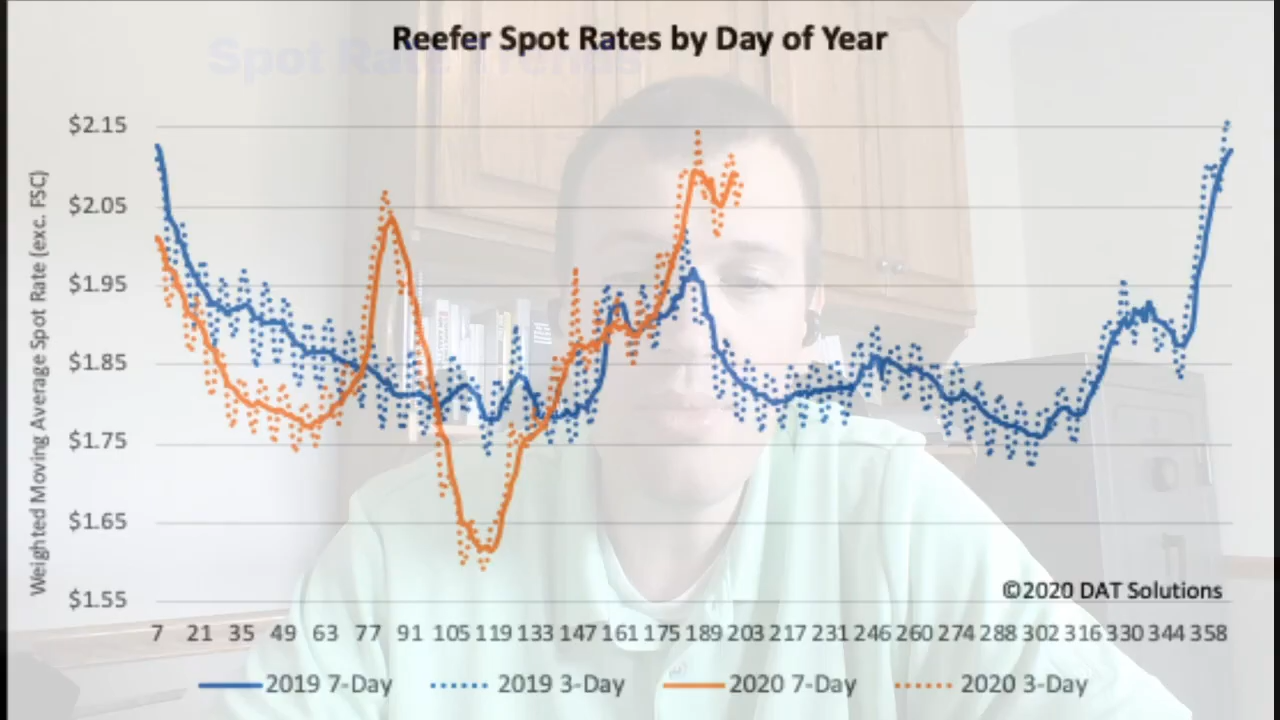 Reefer Spot Rates by Day of Year
Spot Rate Trends
Weighted Moving Average Spot Rate (exc. FSC)
$2.15
$2.05
$1.95
$1.85
$1.75
$1.65
$1.55
©2020 DAT Solutions
7 21 35 49 63 77 91 105 119 133 147 161 175 189 203 217 231 246 260 274 288 302 316 330 344 358
2019 7-Day 2019 3-Day 2020 7-Day 2020 3-Day